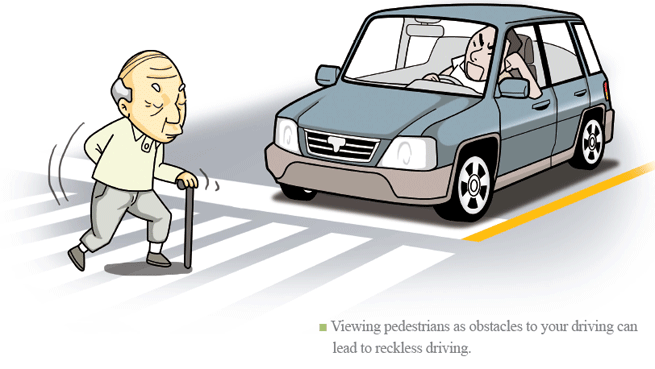 Viewing pedestrians as obstacles to your driving can
lead to reckless driving.